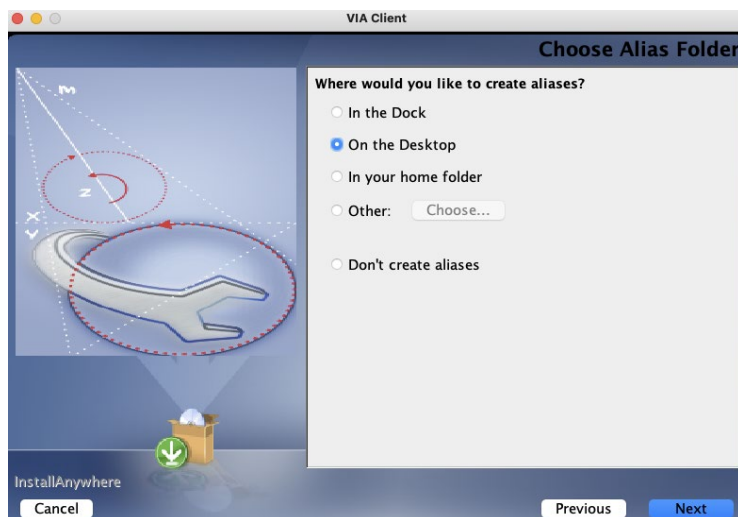 VIA Client
Choose Alias Folder
Where would you like to create aliases?
In the Dock
On the Desktop
In your home folder
Other: Choose...
Don't create aliases
M
N
Y X
InstallAnywhere
Cancel Previous Next